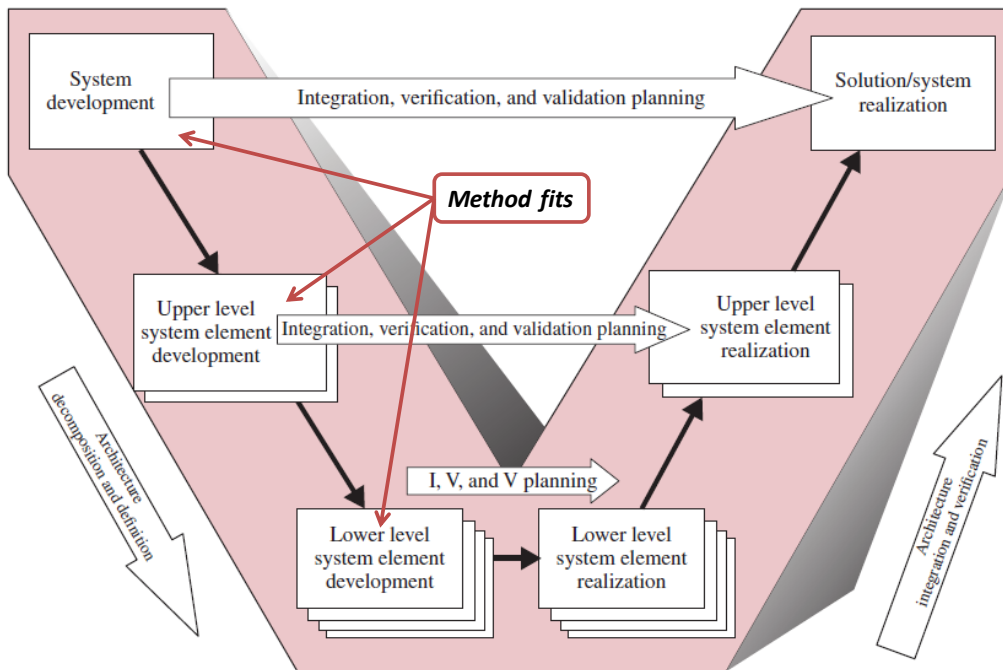 System
development
Integration, verification, and validation planning
Solution/system
realization
Method fits
Upper level
system element
development
Integration, verification, and validation planning
Upper level
system element
realization
Architecture
decomposition and definition
I, V, and V planning
Lower level
system element
development
Lower level
system element
realization
Architecture
integration and verification